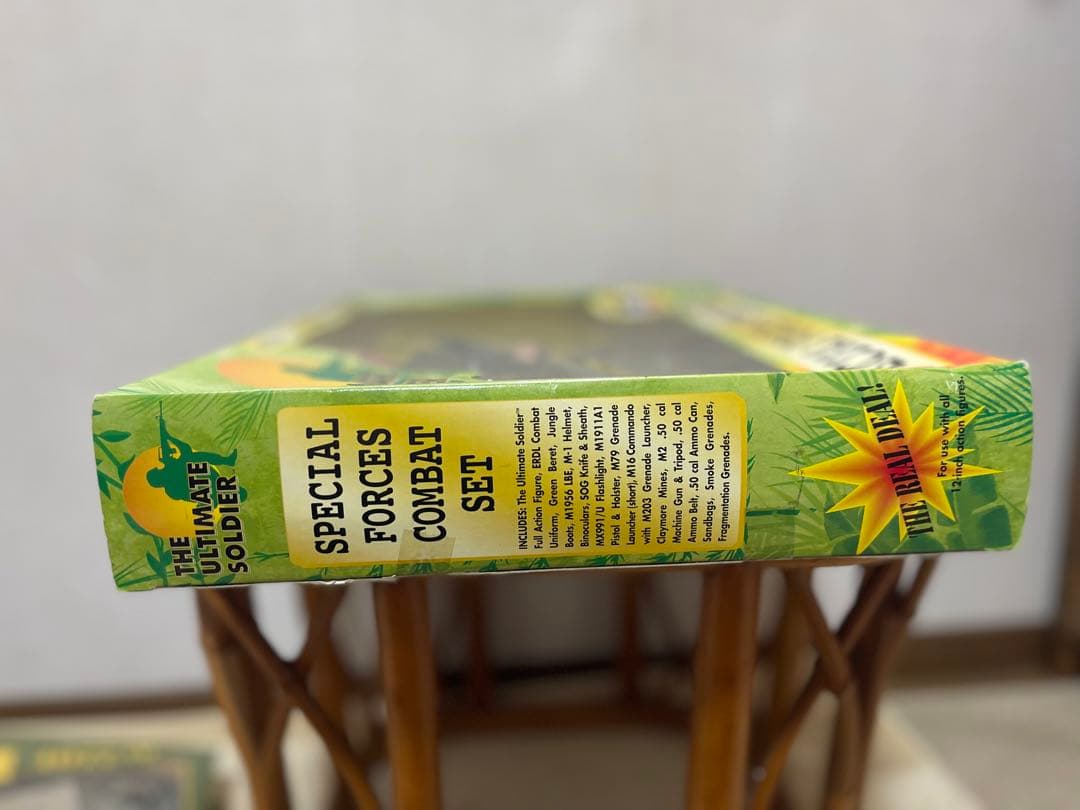 THE
ULTIMATE
SOLDIER
SPECIAL
FORCES
COMBAT
SET
INCLUDES: The Ultimate Soldier™
Full Action Figure, ERDL Combat
Uniform, Green Beret, Jungle
Boots, M1956 LBE, M-1 Helmet,
Binoculars, SOG Knife & Sheath,
MX991/U Flashlight, M1911A1
Pistol & Holster, M79 Grenade
Launcher (short), M16 Commando
with M203 Grenade Launcher,
Claymore Mines, M2 .50 cal
Machine Gun & Tripod, .50 cal
Ammo Belt, .50 cal Ammo Can,
Sandbags, Smoke Grenades,
Fragmentation Grenades.
THE REAL DEAL!
For use with all
12-inch action figures.